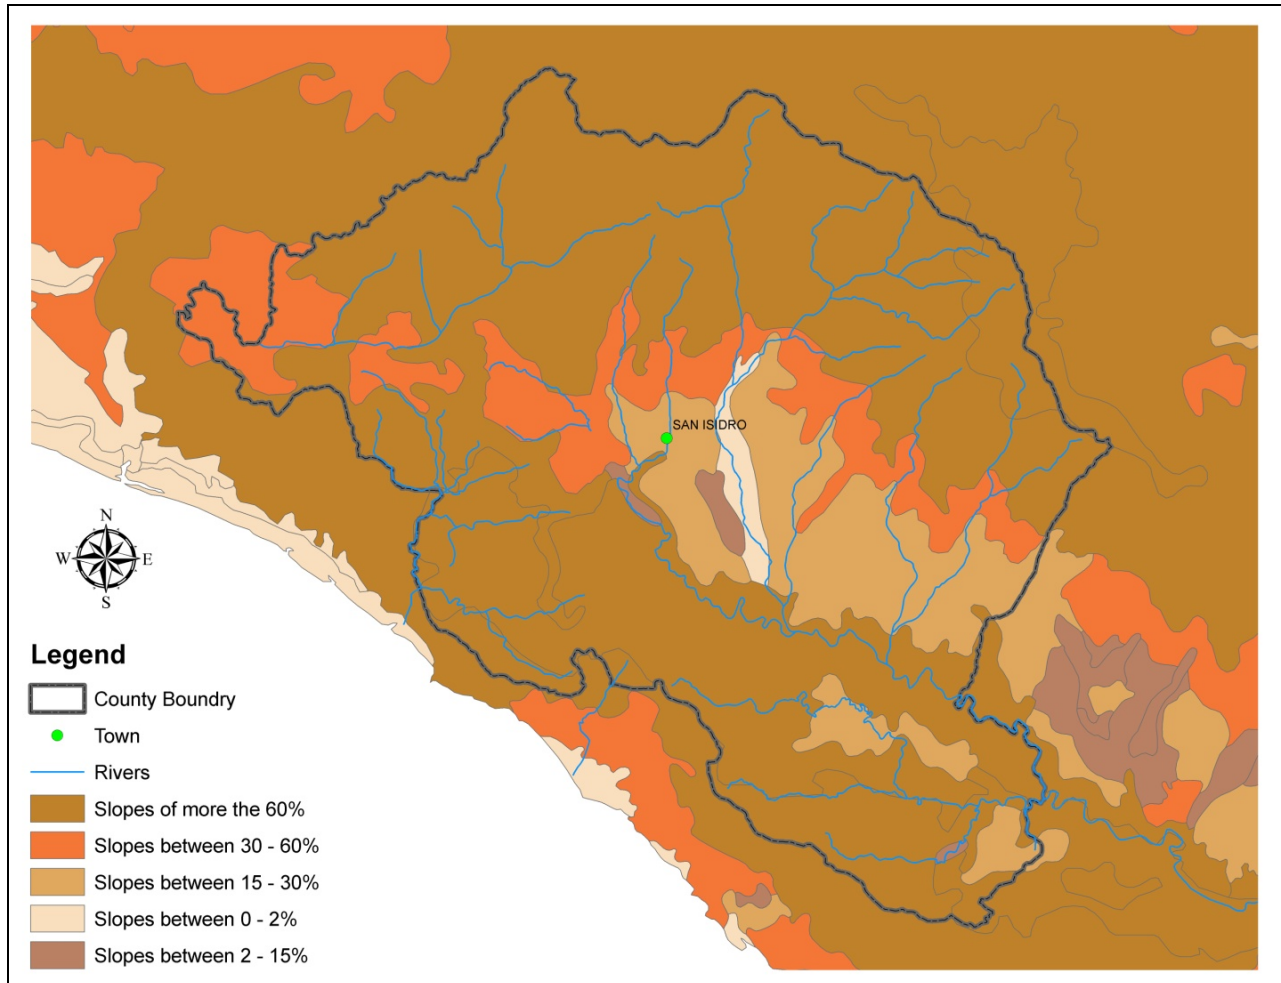 SAN ISIDRO
N
W E
S
Legend
County Boundry
Town
Rivers
Slopes of more the 60%
Slopes between 30 - 60%
Slopes between 15 - 30%
Slopes between 0 - 2%
Slopes between 2 - 15%